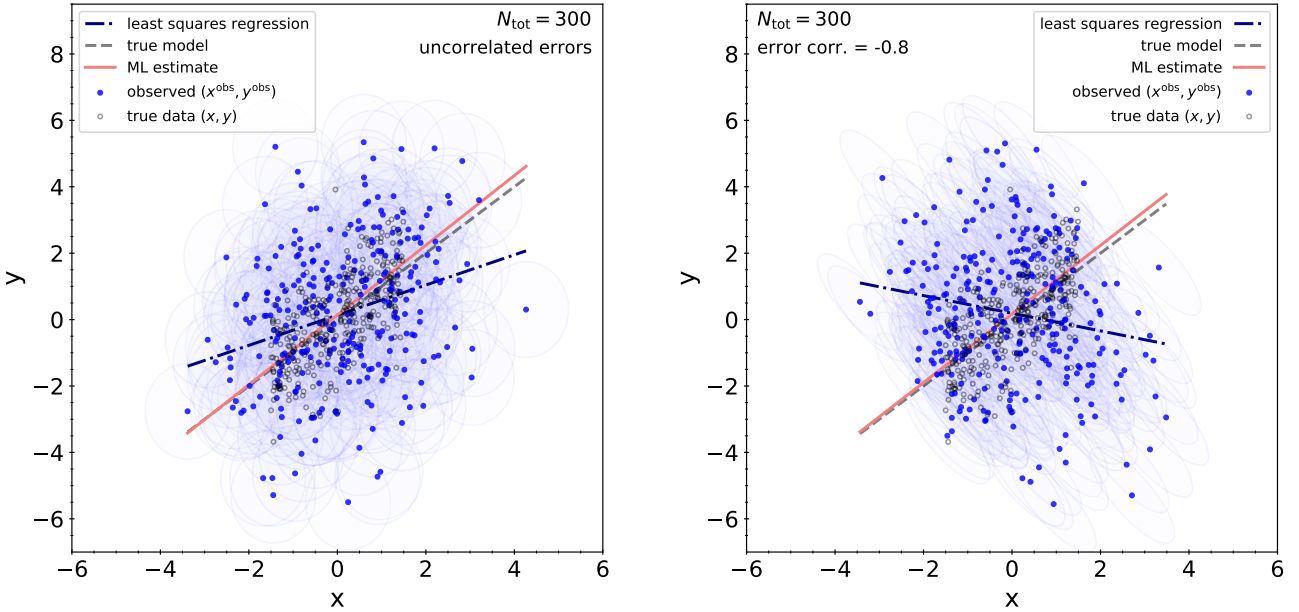 least squares regression
true model
ML estimate
observed (x^obs, y^obs)
true data (x, y)
N_tot = 300
uncorrelated errors
8
6
4
2
0
−2
−4
−6
y
−6
−4
−2
0
2
4
6
x
N_tot = 300
error corr. = -0.8
least squares regression
true model
ML estimate
observed (x^obs, y^obs)
true data (x, y)
8
6
4
2
0
−2
−4
−6
y
−6
−4
−2
0
2
4
6
x